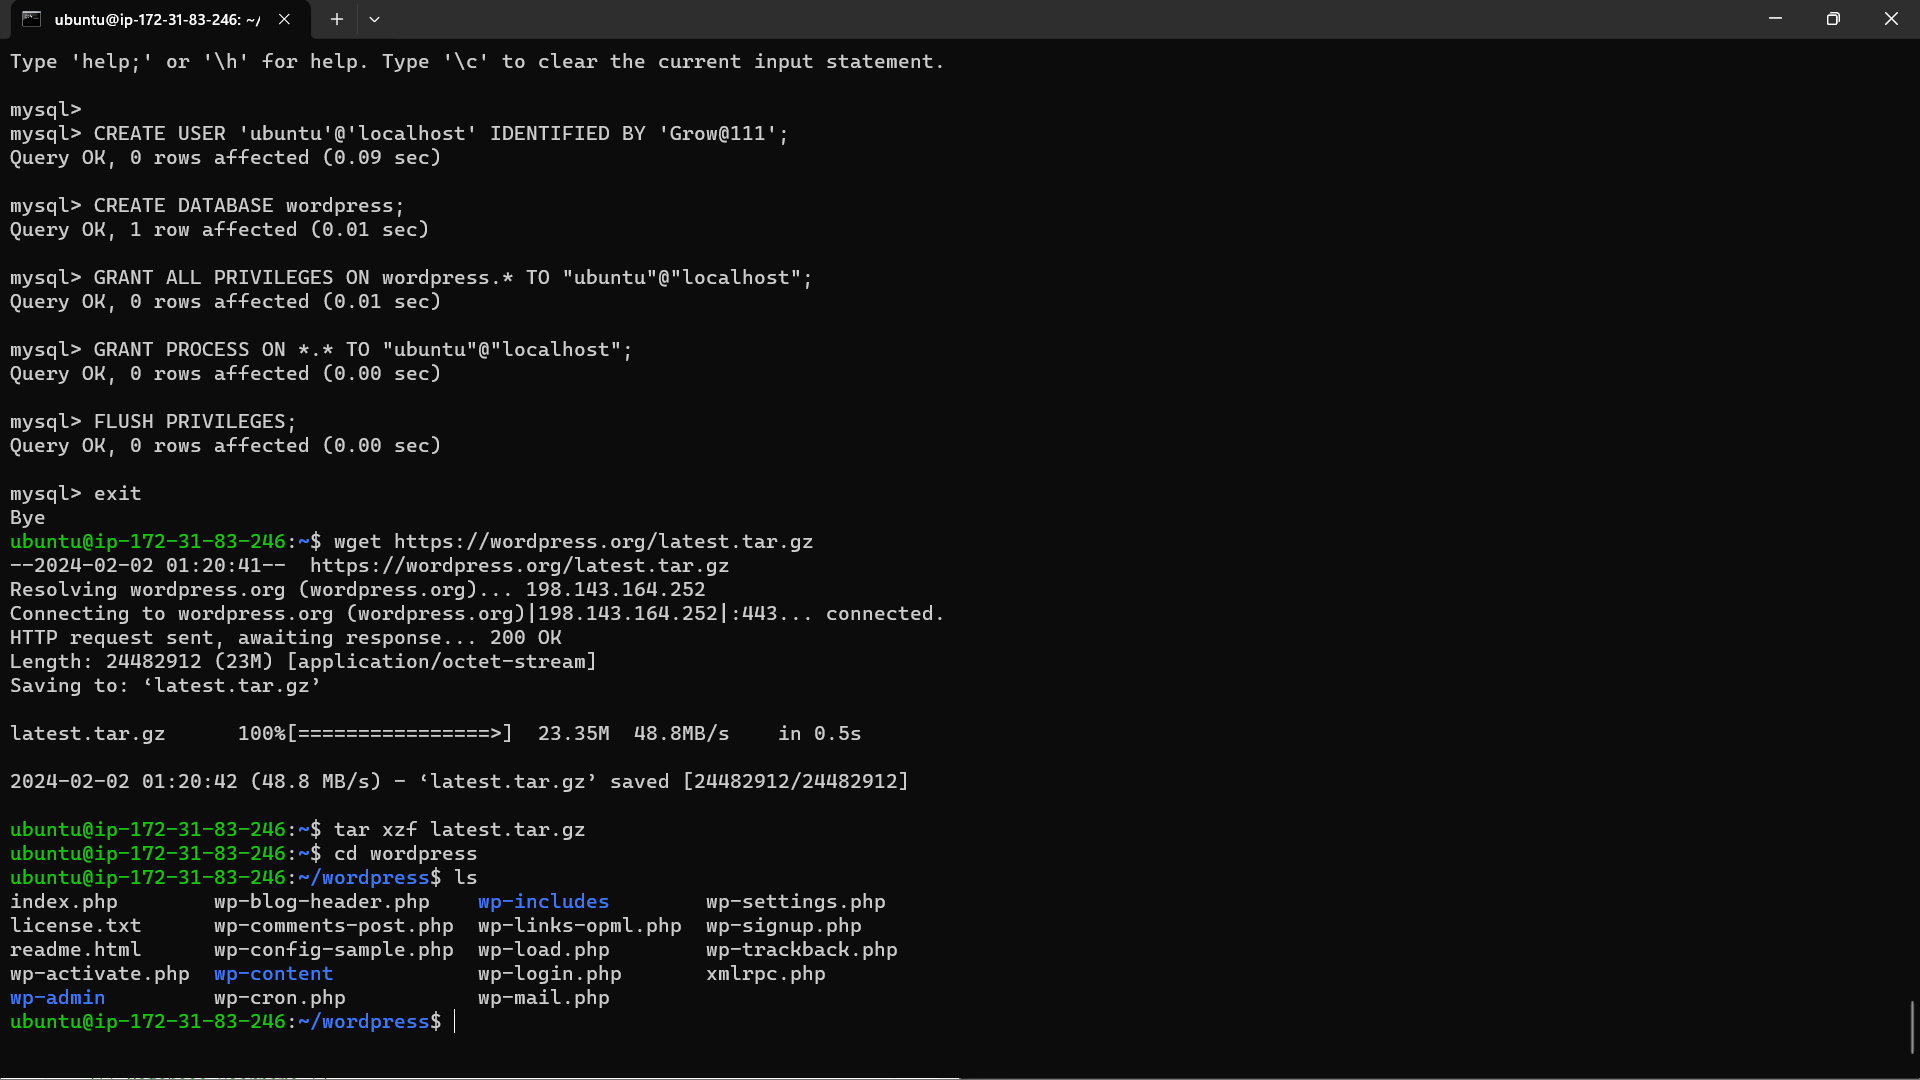 ubuntu@ip-172-31-83-246: ~/
Type 'help;' or '\h' for help. Type '\c' to clear the current input statement.
mysql>
mysql> CREATE USER 'ubuntu'@'localhost' IDENTIFIED BY 'Grow@111';
Query OK, 0 rows affected (0.09 sec)
mysql> CREATE DATABASE wordpress;
Query OK, 1 row affected (0.01 sec)
mysql> GRANT ALL PRIVILEGES ON wordpress.* TO "ubuntu"@"localhost";
Query OK, 0 rows affected (0.01 sec)
mysql> GRANT PROCESS ON *.* TO "ubuntu"@"localhost";
Query OK, 0 rows affected (0.00 sec)
mysql> FLUSH PRIVILEGES;
Query OK, 0 rows affected (0.00 sec)
mysql> exit
Bye
ubuntu@ip-172-31-83-246:~$ wget https://wordpress.org/latest.tar.gz
--2024-02-02 01:20:41--  https://wordpress.org/latest.tar.gz
Resolving wordpress.org (wordpress.org)... 198.143.164.252
Connecting to wordpress.org (wordpress.org)|198.143.164.252|:443... connected.
HTTP request sent, awaiting response... 200 OK
Length: 24482912 (23M) [application/octet-stream]
Saving to: ‘latest.tar.gz’
latest.tar.gz      100%[================>]  23.35M  48.8MB/s    in 0.5s
2024-02-02 01:20:42 (48.8 MB/s) - ‘latest.tar.gz’ saved [24482912/24482912]
ubuntu@ip-172-31-83-246:~$ tar xzf latest.tar.gz
ubuntu@ip-172-31-83-246:~$ cd wordpress
ubuntu@ip-172-31-83-246:~/wordpress$ ls
index.php        wp-blog-header.php    wp-includes        wp-settings.php
license.txt      wp-comments-post.php  wp-links-opml.php  wp-signup.php
readme.html      wp-config-sample.php  wp-load.php        wp-trackback.php
wp-activate.php  wp-content            wp-login.php       xmlrpc.php
wp-admin         wp-cron.php           wp-mail.php
ubuntu@ip-172-31-83-246:~/wordpress$